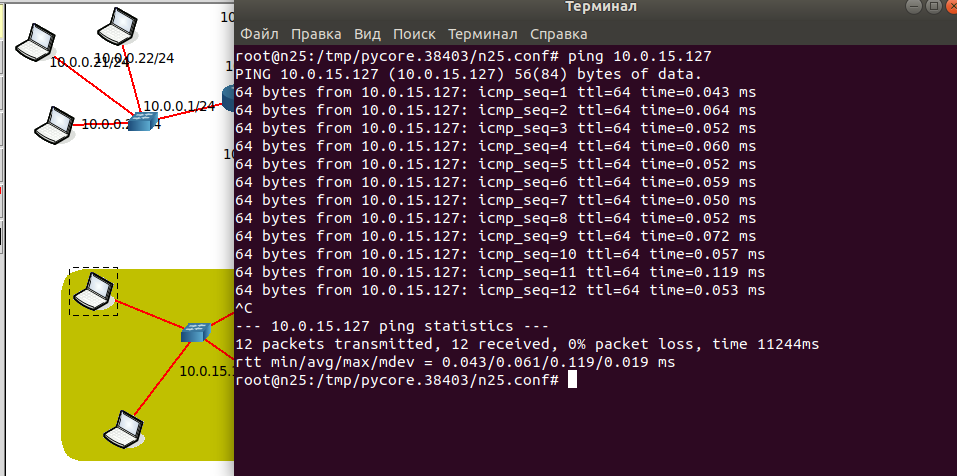 Терминал
Файл Правка Вид Поиск Терминал Справка
root@n25:/tmp/pycore.38403/n25.conf# ping 10.0.15.127
PING 10.0.15.127 (10.0.15.127) 56(84) bytes of data.
64 bytes from 10.0.15.127: icmp_seq=1 ttl=64 time=0.043 ms
64 bytes from 10.0.15.127: icmp_seq=2 ttl=64 time=0.064 ms
64 bytes from 10.0.15.127: icmp_seq=3 ttl=64 time=0.052 ms
64 bytes from 10.0.15.127: icmp_seq=4 ttl=64 time=0.060 ms
64 bytes from 10.0.15.127: icmp_seq=5 ttl=64 time=0.052 ms
64 bytes from 10.0.15.127: icmp_seq=6 ttl=64 time=0.059 ms
64 bytes from 10.0.15.127: icmp_seq=7 ttl=64 time=0.050 ms
64 bytes from 10.0.15.127: icmp_seq=8 ttl=64 time=0.052 ms
64 bytes from 10.0.15.127: icmp_seq=9 ttl=64 time=0.072 ms
64 bytes from 10.0.15.127: icmp_seq=10 ttl=64 time=0.057 ms
64 bytes from 10.0.15.127: icmp_seq=11 ttl=64 time=0.119 ms
64 bytes from 10.0.15.127: icmp_seq=12 ttl=64 time=0.053 ms
^C
--- 10.0.15.127 ping statistics ---
12 packets transmitted, 12 received, 0% packet loss, time 11244ms
rtt min/avg/max/mdev = 0.043/0.061/0.119/0.019 ms
root@n25:/tmp/pycore.38403/n25.conf#
10.0.0.21/24
10.0.0.22/24
10.0.0.1/24
10.0.15.